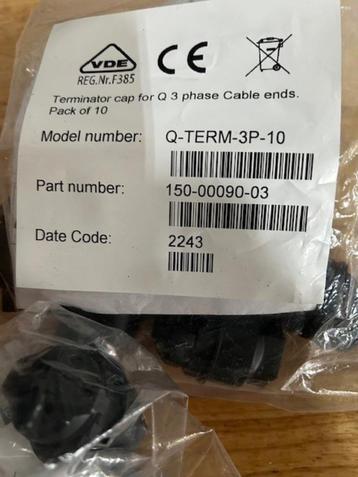 VDE
REG.Nr.F385
CE
Terminator cap for Q 3 phase Cable ends.
Pack of 10
Model number: Q-TERM-3P-10
Part number: 150-00090-03
Date Code: 2243